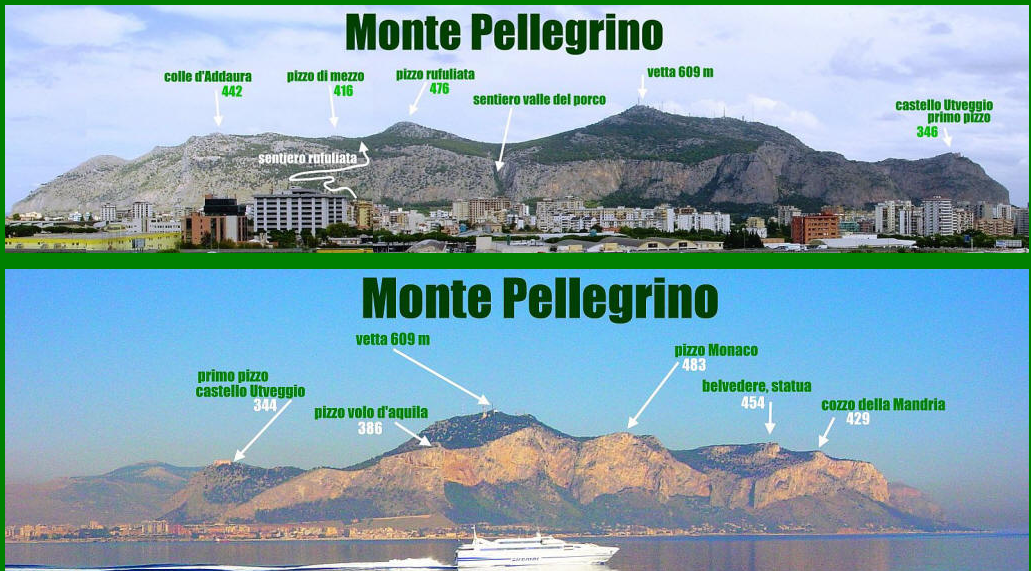 Monte Pellegrino
colle d'Addaura
442
pizzo di mezzo
416
pizzo rufuliata
476
sentiero valle del porco
vetta 609 m
castello Utveggio
primo pizzo
346
sentiero rufuliata
Monte Pellegrino
vetta 609 m
primo pizzo
castello Utveggio
344
pizzo volo d'aquila
386
pizzo Monaco
483
belvedere, statua
454
cozzo della Mandria
429